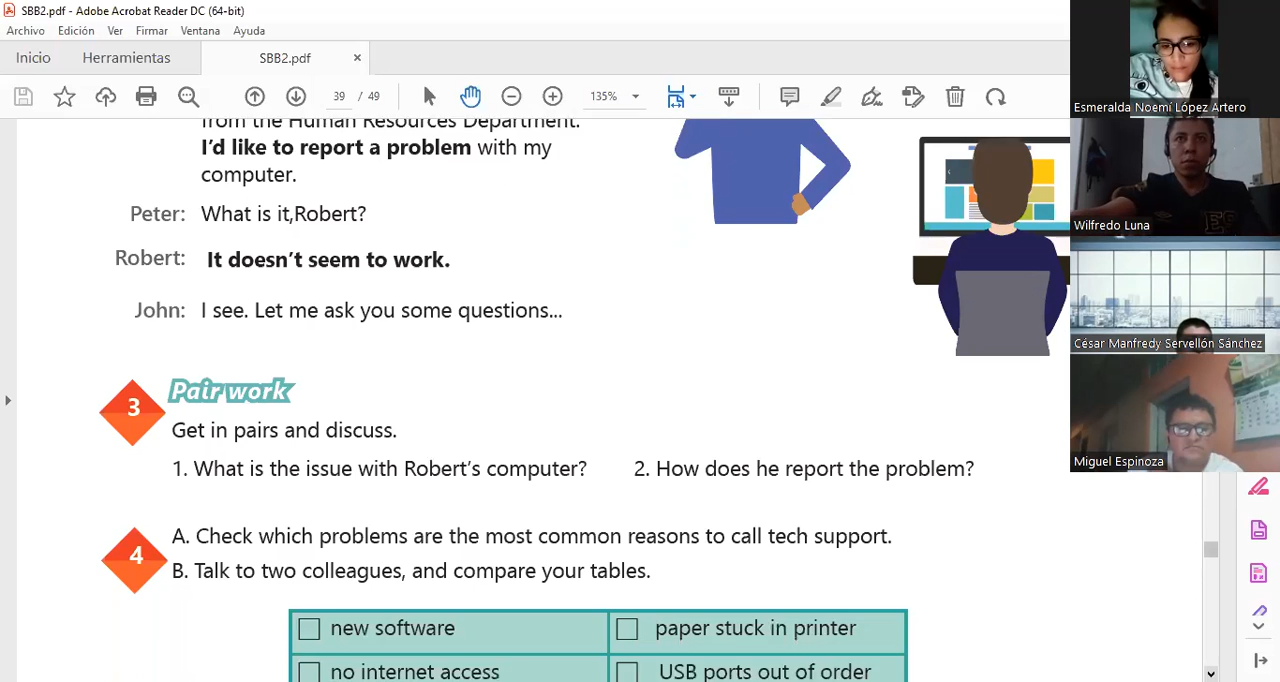 SBB2.pdf - Adobe Acrobat Reader DC (64-bit)
Archivo Edición Ver Firmar Ventana Ayuda
Inicio Herramientas SBB2.pdf ×
39 / 49 135%
from the Human Resources Department.
I'd like to report a problem with my
computer.
Peter: What is it,Robert?
Robert: It doesn't seem to work.
John: I see. Let me ask you some questions...
3 Pair work
Get in pairs and discuss.
1. What is the issue with Robert's computer? 2. How does he report the problem?
4 A. Check which problems are the most common reasons to call tech support.
B. Talk to two colleagues, and compare your tables.
new software paper stuck in printer
no internet access USB ports out of order
Esmeralda Noemí López Artero
Wilfredo Luna
César Manfredy Servellón Sánchez
Miguel Espinoza